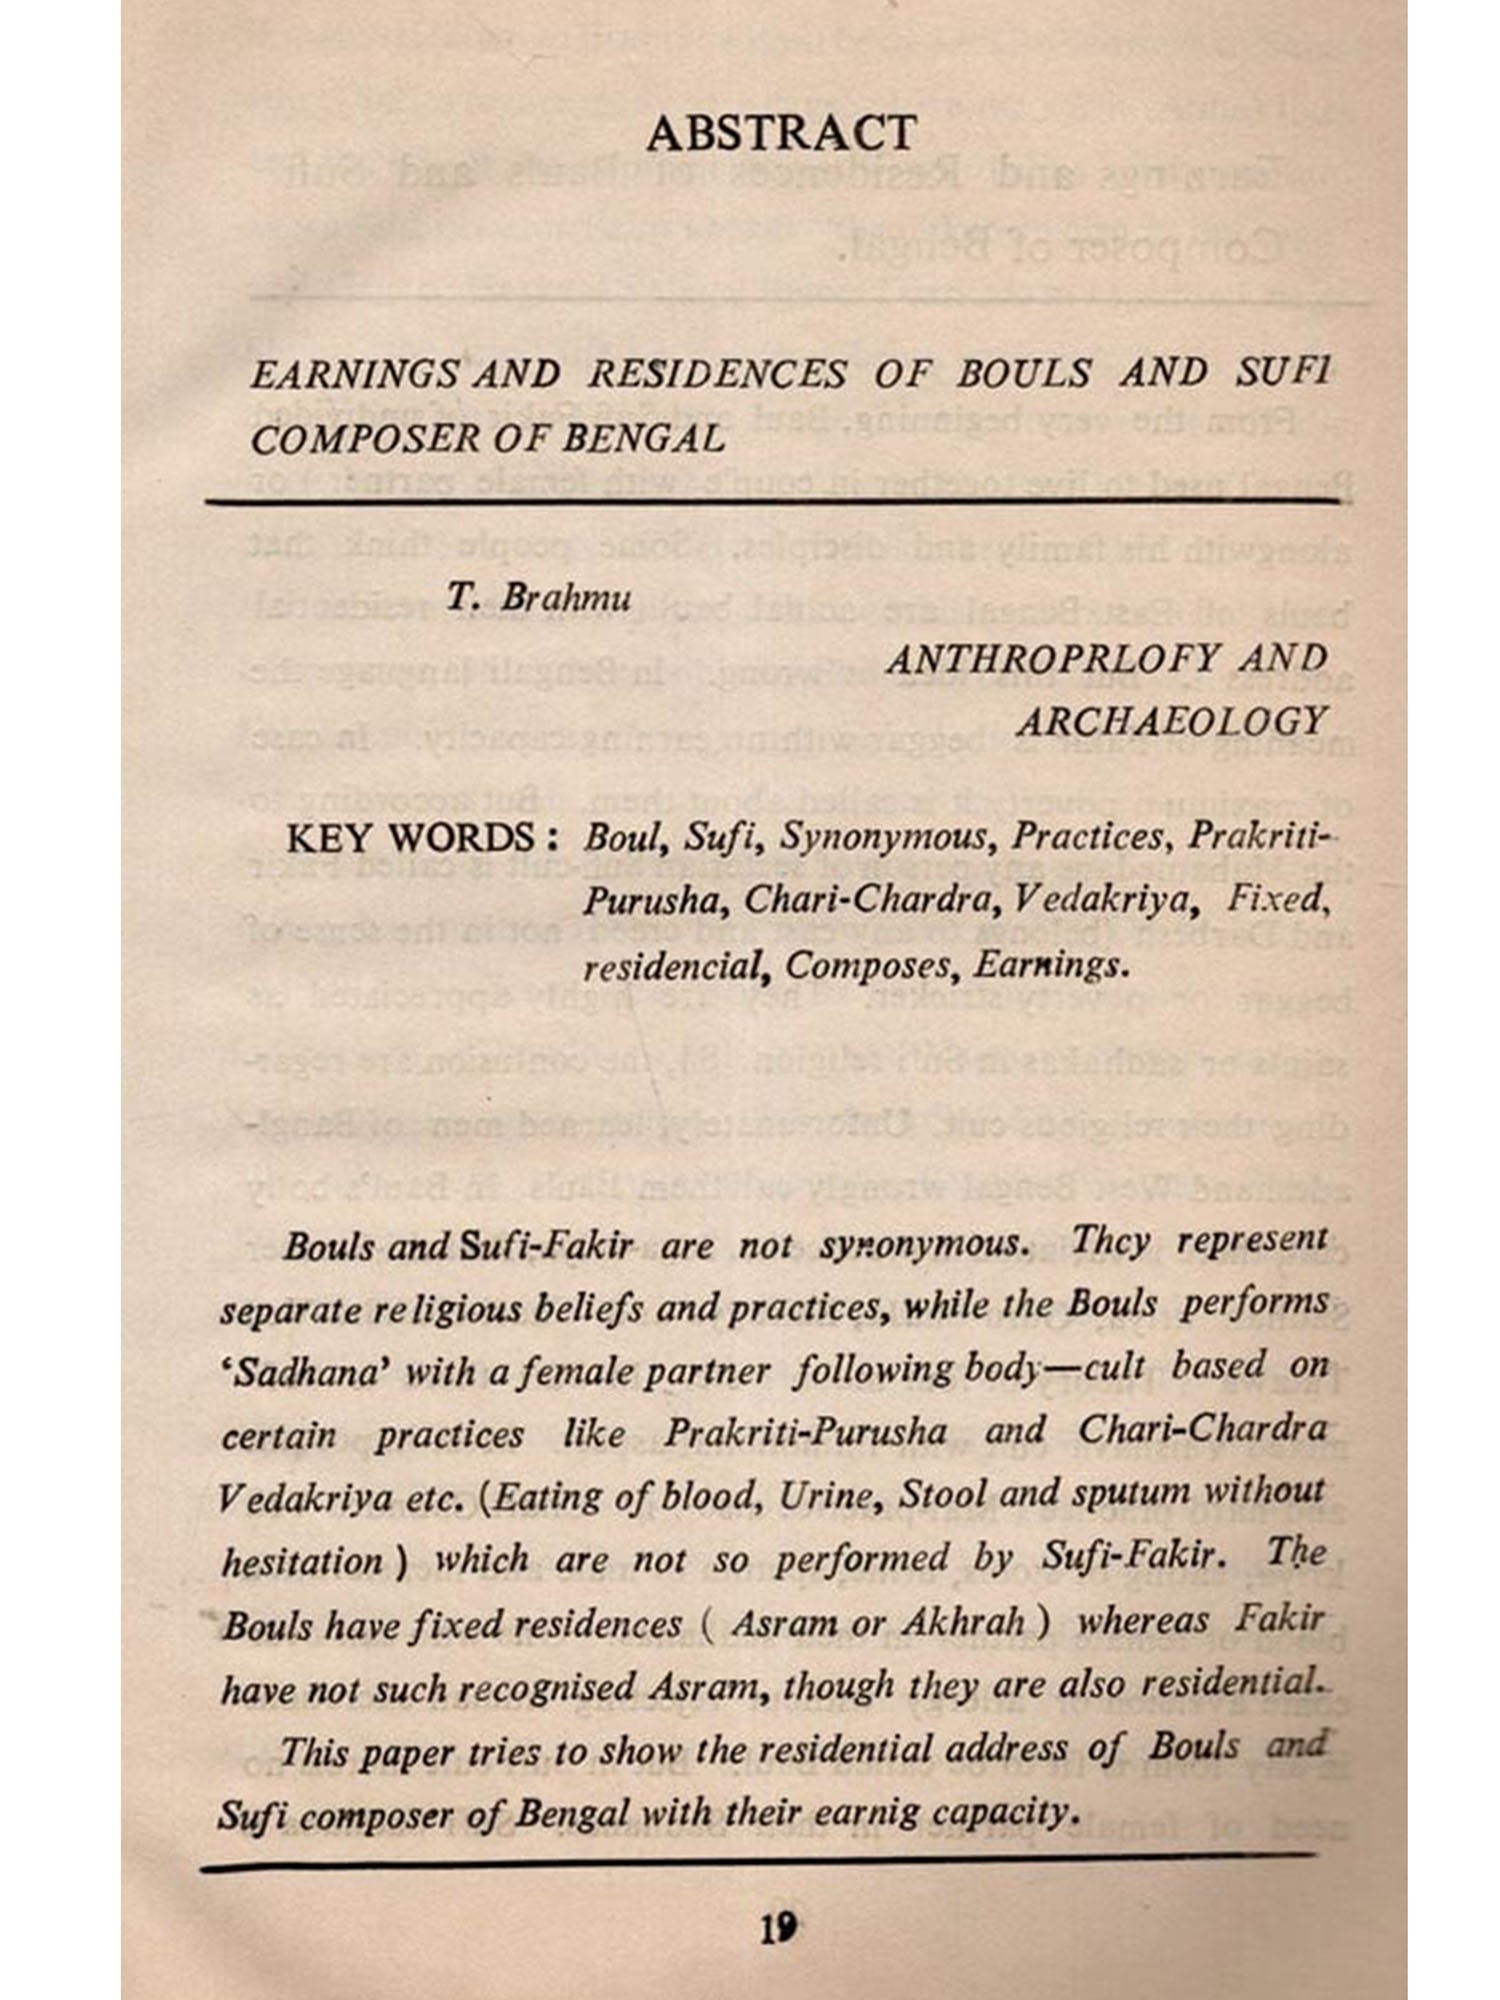 ABSTRACT
EARNINGS AND RESIDENCES OF BOULS AND SUFI
COMPOSER OF BENGAL
T. Brahmu
ANTHROPRLOFY AND
ARCHAEOLOGY
KEY WORDS : Boul, Sufi, Synonymous, Practices, Prakriti-
Purusha, Chari-Chardra, Vedakriya, Fixed,
residencial, Composes, Earnings.
Bouls and Sufi-Fakir are not synonymous. They represent
separate religious beliefs and practices, while the Bouls performs
‘Sadhana’ with a female partner following body—cult based on
certain practices like Prakriti-Purusha and Chari-Chardra
Vedakriya etc. (Eating of blood, Urine, Stool and sputum without
hesitation ) which are not so performed by Sufi-Fakir. The
Bouls have fixed residences ( Asram or Akhrah ) whereas Fakir
have not such recognised Asram, though they are also residential.
This paper tries to show the residential address of Bouls and
Sufi composer of Bengal with their earnig capacity.
19